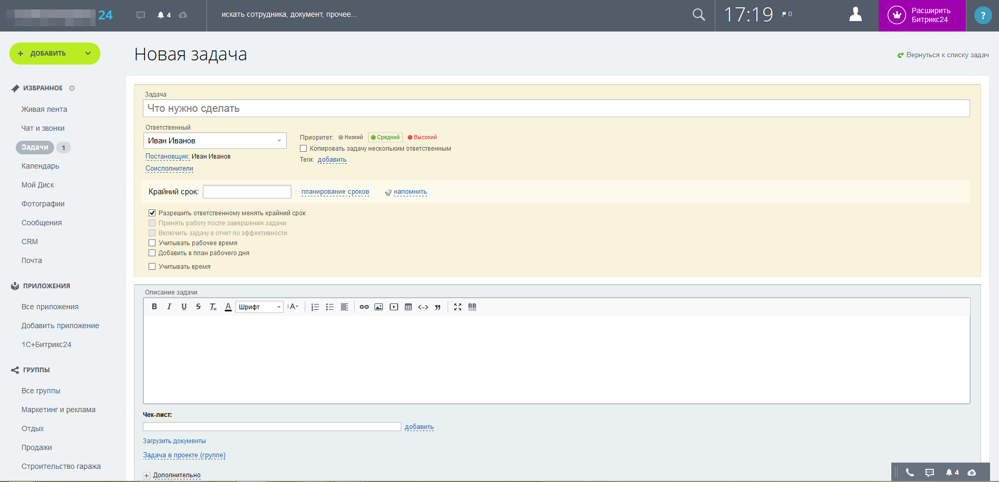 24
4
искать сотрудника, документ, прочее...
17:19
0
Расширить
Битрикс24
?
ДОБАВИТЬ
Новая задача
Вернуться к списку задач
ИЗБРАННОЕ
Живая лента
Чат и звонки
Задачи 1
Календарь
Мой Диск
Фотографии
Сообщения
CRM
Почта
ПРИЛОЖЕНИЯ
Все приложения
Добавить приложение
1С+Битрикс24
ГРУППЫ
Все группы
Маркетинг и реклама
Отдых
Продажи
Строительство гаража
Задача
Что нужно сделать
Ответственный
Иван Иванов
Постановщик: Иван Иванов
Соисполнители
Приоритет: Низкий Средний Высокий
Копировать задачу нескольким ответственным
Теги: добавить
Крайний срок: планирование сроков напомнить
Разрешить ответственному менять крайний срок
Принять работу после завершения задачи
Включить задачу в отчет по эффективности
Учитывать рабочее время
Добавить в план рабочего дня
Учитывать время
Описание задачи
B I U S Tx A Шрифт A BB CODE
Чек-лист:
добавить
Загрузить документы
Задача в проекте (группе)
Дополнительно
4